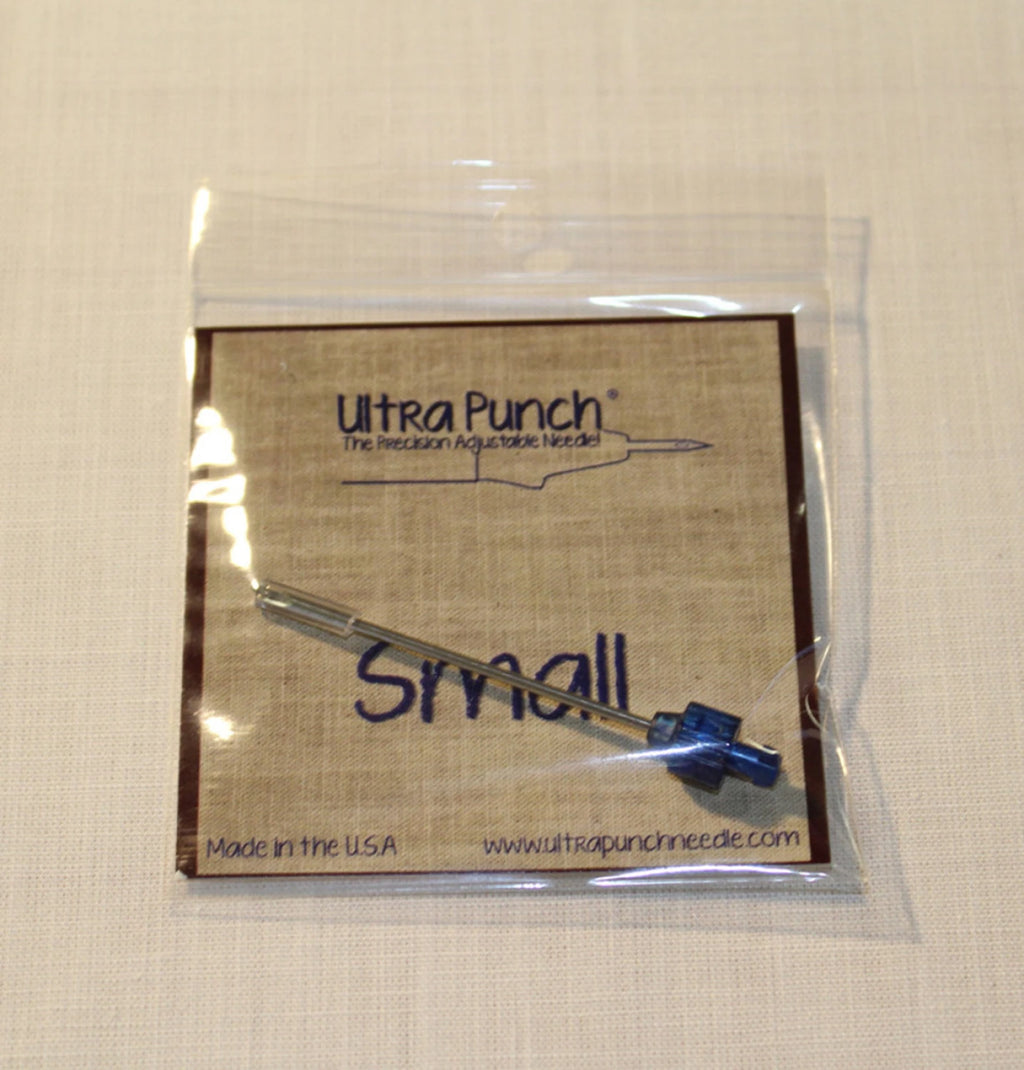 Ultra Punch®
The Precision Adjustable Needle!
Small
Made in the U.S.A
www.ultrapunchneedle.com